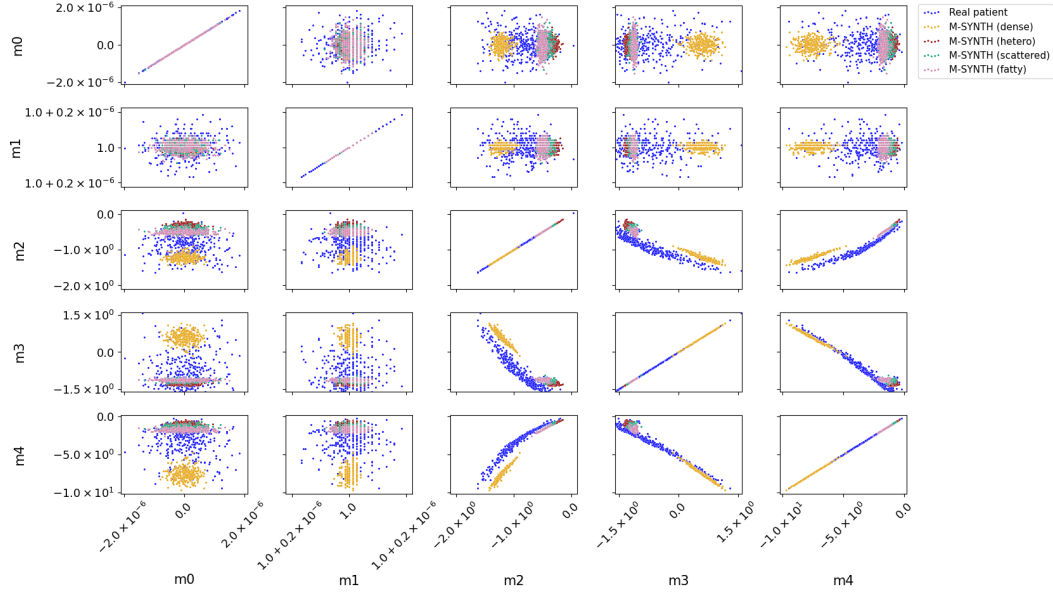 2.0 × 10⁻⁶
0.0
−2.0 × 10⁻⁶
m0
Real patient
M-SYNTH (dense)
M-SYNTH (hetero)
M-SYNTH (scattered)
M-SYNTH (fatty)
1.0 + 0.2 × 10⁻⁶
1.0
1.0 + 0.2 × 10⁻⁶
m1
0.0
−1.0 × 10⁰
−2.0 × 10⁰
m2
1.5 × 10⁰
0.0
−1.5 × 10⁰
m3
0.0
−5.0 × 10⁰
−1.0 × 10¹
m4
−2.0 × 10⁻⁶
0.0
2.0 × 10⁻⁶
1.0 + 0.2 × 10⁻⁶
1.0
1.0 + 0.2 × 10⁻⁶
−2.0 × 10⁰
−1.0 × 10⁰
0.0
−1.5 × 10⁰
0.0
1.5 × 10⁰
−1.0 × 10¹
−5.0 × 10⁰
0.0
m0
m1
m2
m3
m4